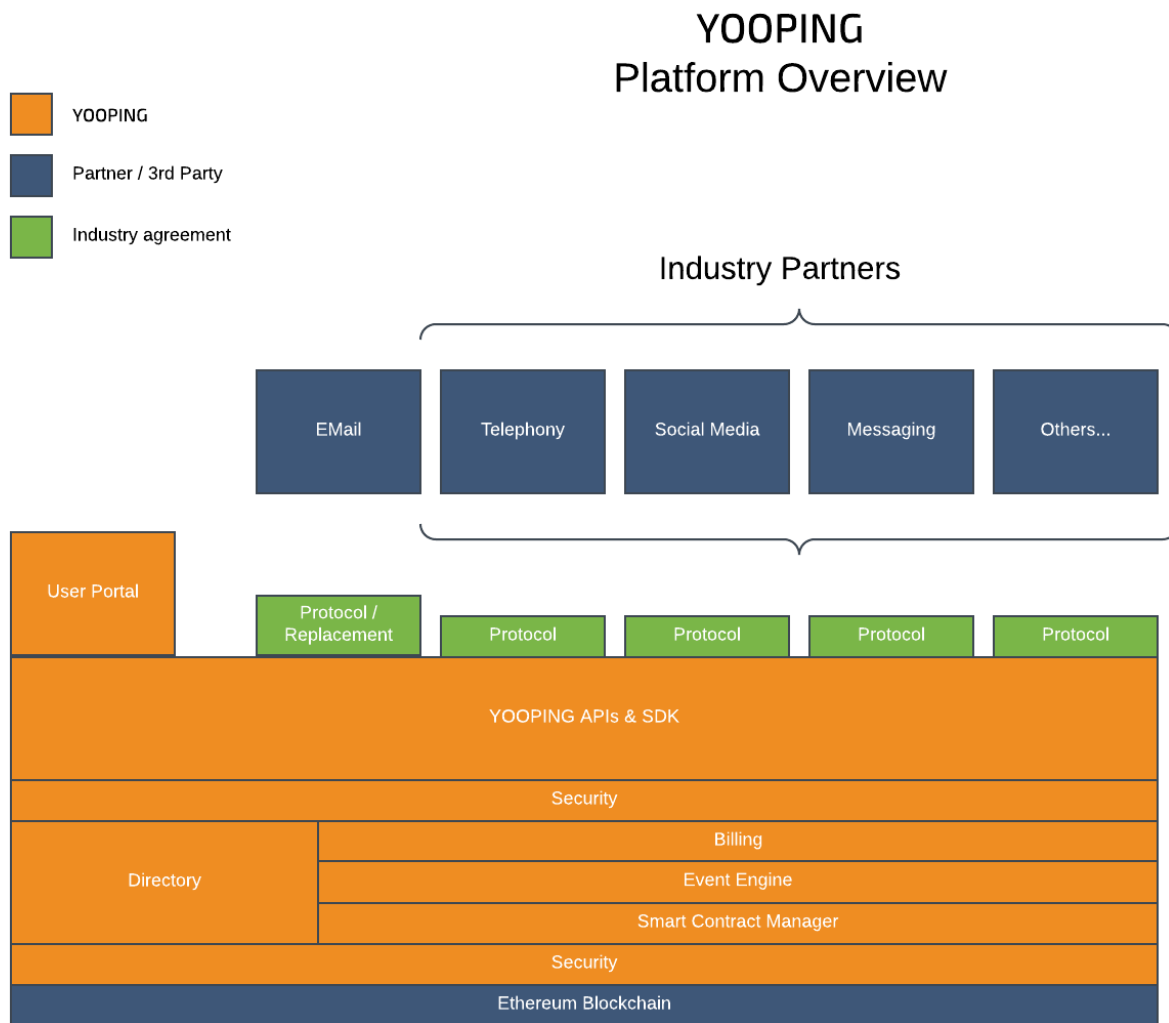 YOOPING
Platform Overview
YOOPING
Partner / 3rd Party
Industry agreement
Industry Partners
EMail
Telephony
Social Media
Messaging
Others...
User Portal
Protocol /
Replacement
Protocol
Protocol
Protocol
Protocol
YOOPING APIs & SDK
Security
Directory
Billing
Event Engine
Smart Contract Manager
Security
Ethereum Blockchain